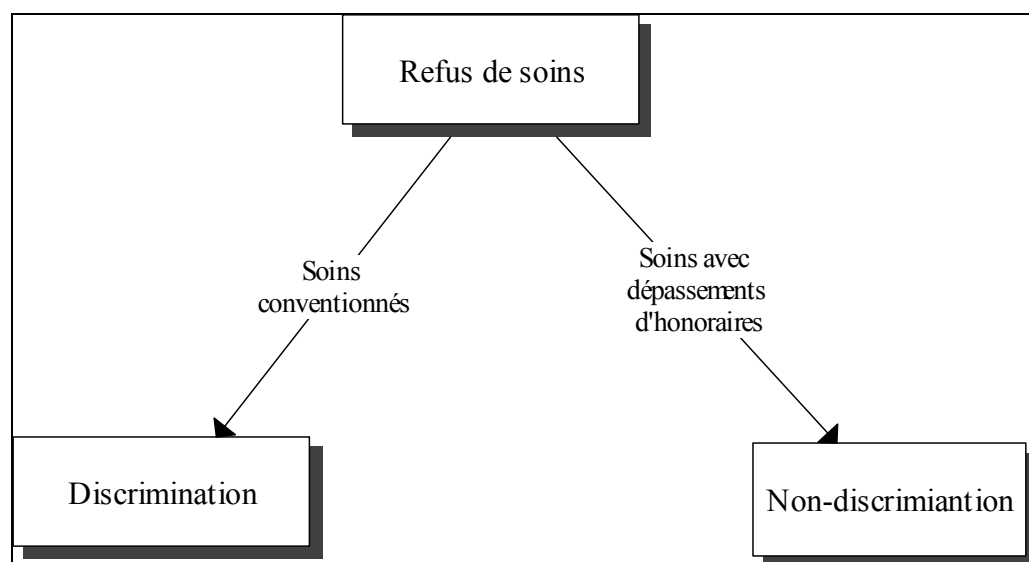 Refus de soins
Soins
conventionnés
Soins avec
dépassements
d'honoraires
Discrimination
Non-discrimiantion